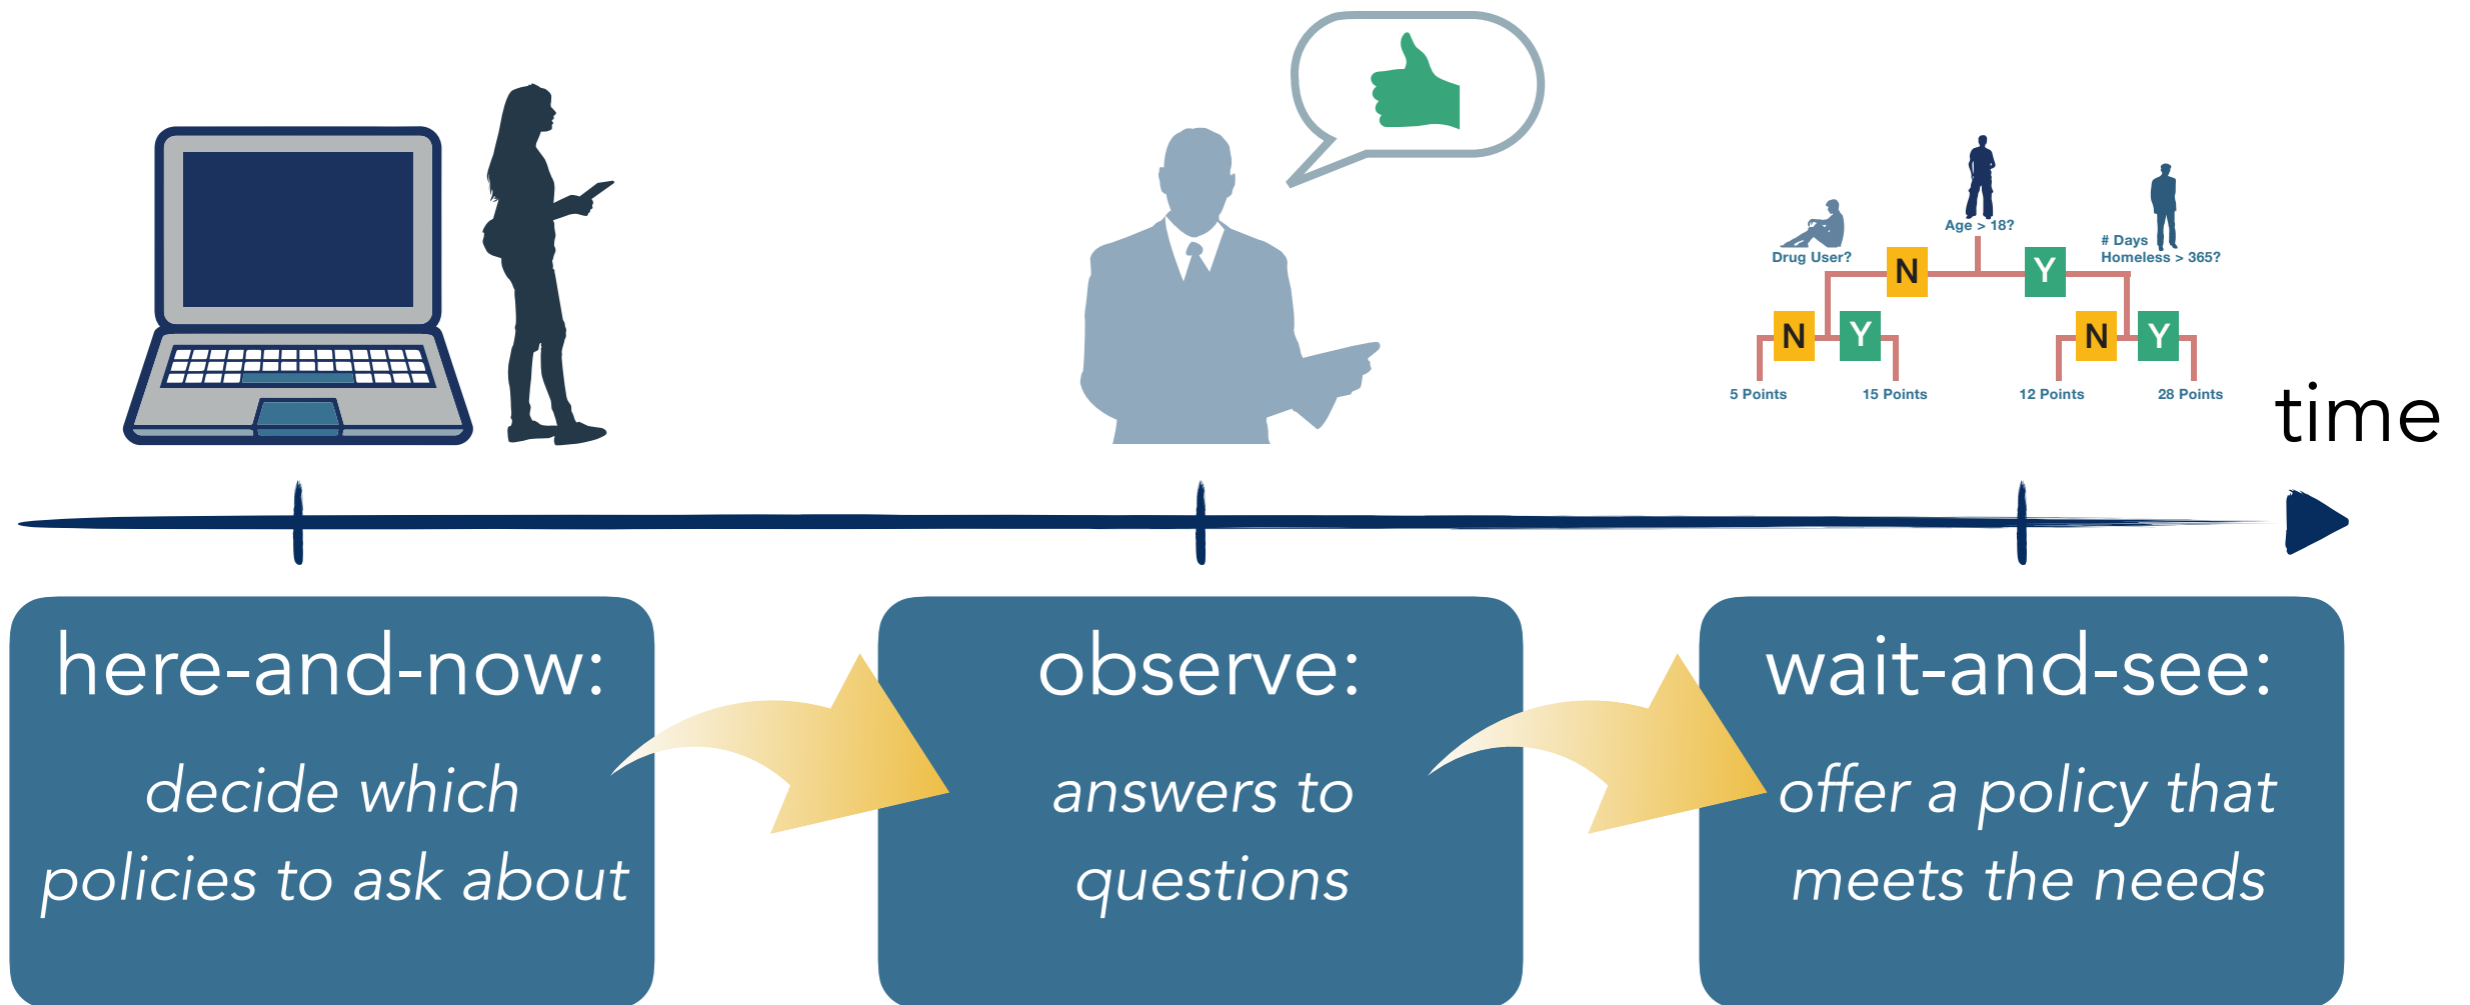 Age > 18?
Drug User?
# Days
Homeless > 365?
N
Y
N
Y
N
Y
5 Points
15 Points
12 Points
28 Points
time
here-and-now:
decide which
policies to ask about
observe:
answers to
questions
wait-and-see:
offer a policy that
meets the needs